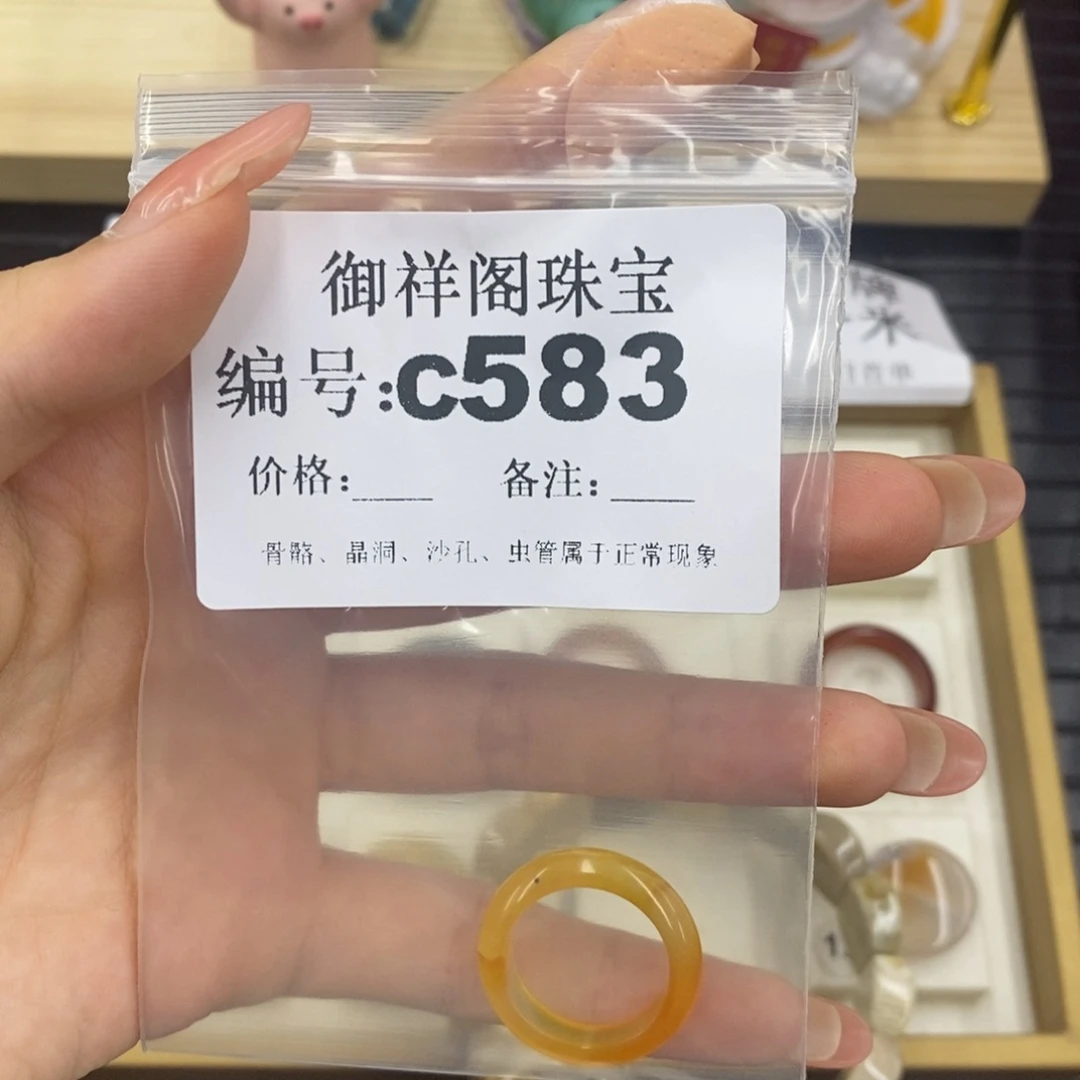 御祥阁珠宝
编号:c583
价格:____ 备注:____
骨骼、晶洞、沙孔、虫管属于正常现象